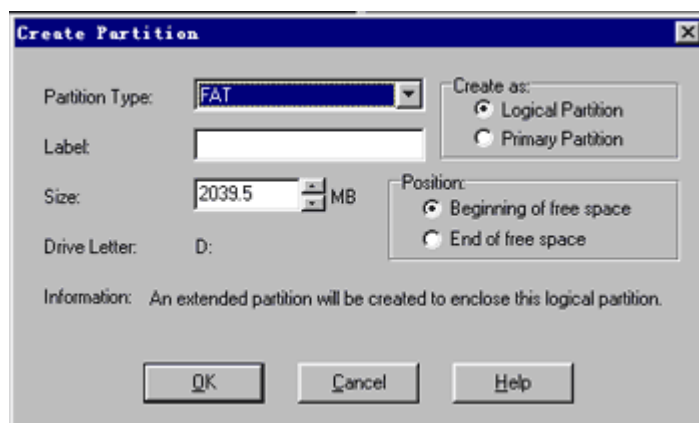 Create Partition
Partition Type: FAT
Create as:
Logical Partition
Primary Partition
Label:
Size: 2039.5 MB
Position:
Beginning of free space
End of free space
Drive Letter: D:
Information: An extended partition will be created to enclose this logical partition.
OK Cancel Help